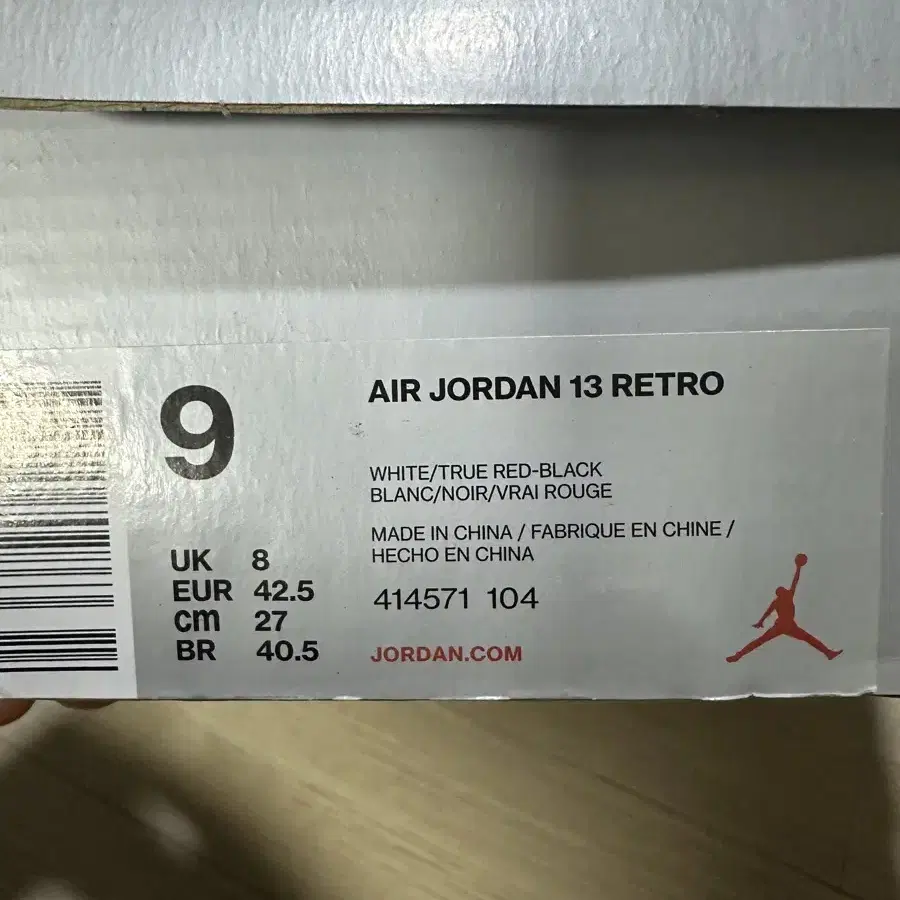 9
UK 8
EUR 42.5
cm 27
BR 40.5
AIR JORDAN 13 RETRO
WHITE/TRUE RED-BLACK
BLANC/NOIR/VRAI ROUGE
MADE IN CHINA / FABRIQUE EN CHINE /
HECHO EN CHINA
414571 104
JORDAN.COM